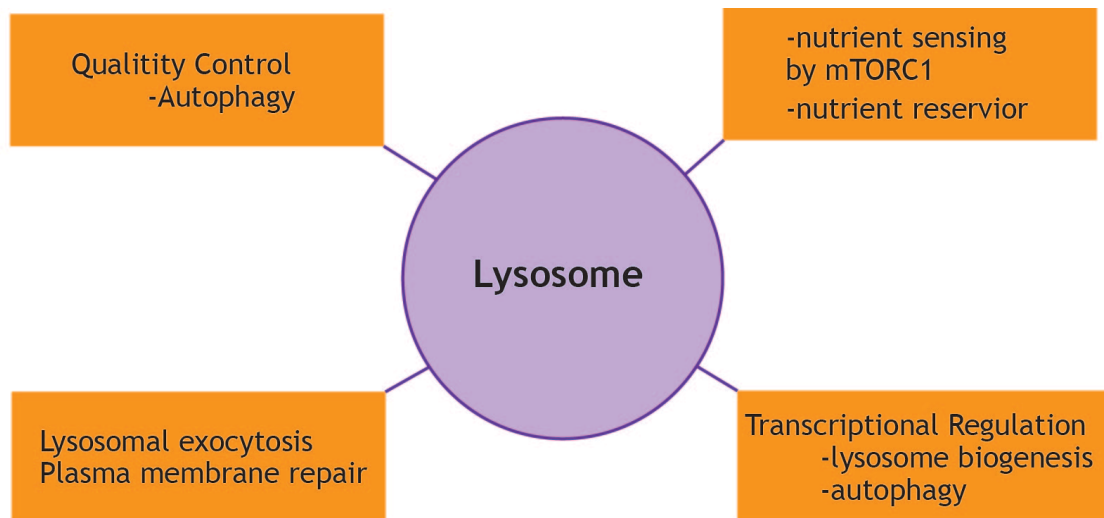 Qualitity Control
-Autophagy
-nutrient sensing
by mTORC1
-nutrient reservior
Lysosome
Lysosomal exocytosis
Plasma membrane repair
Transcriptional Regulation
-lysosome biogenesis
-autophagy